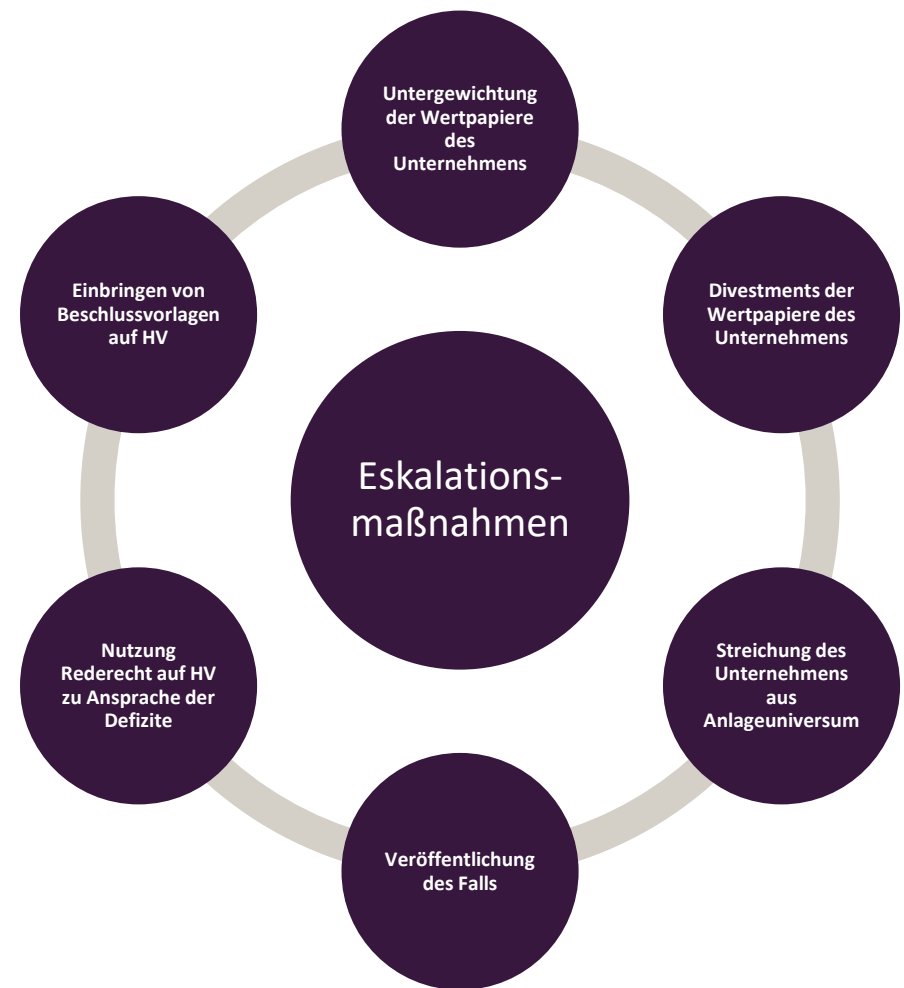 Untergewichtung
der Wertpapiere
des
Unternehmens
Divestments der
Wertpapiere des
Unternehmens
Streichung des
Unternehmens
aus
Anlageuniversum
Veröffentlichung
des Falls
Nutzung
Rederecht auf HV
zu Ansprache der
Defizite
Einbringen von
Beschlussvorlagen
auf HV
Eskalations-
maßnahmen